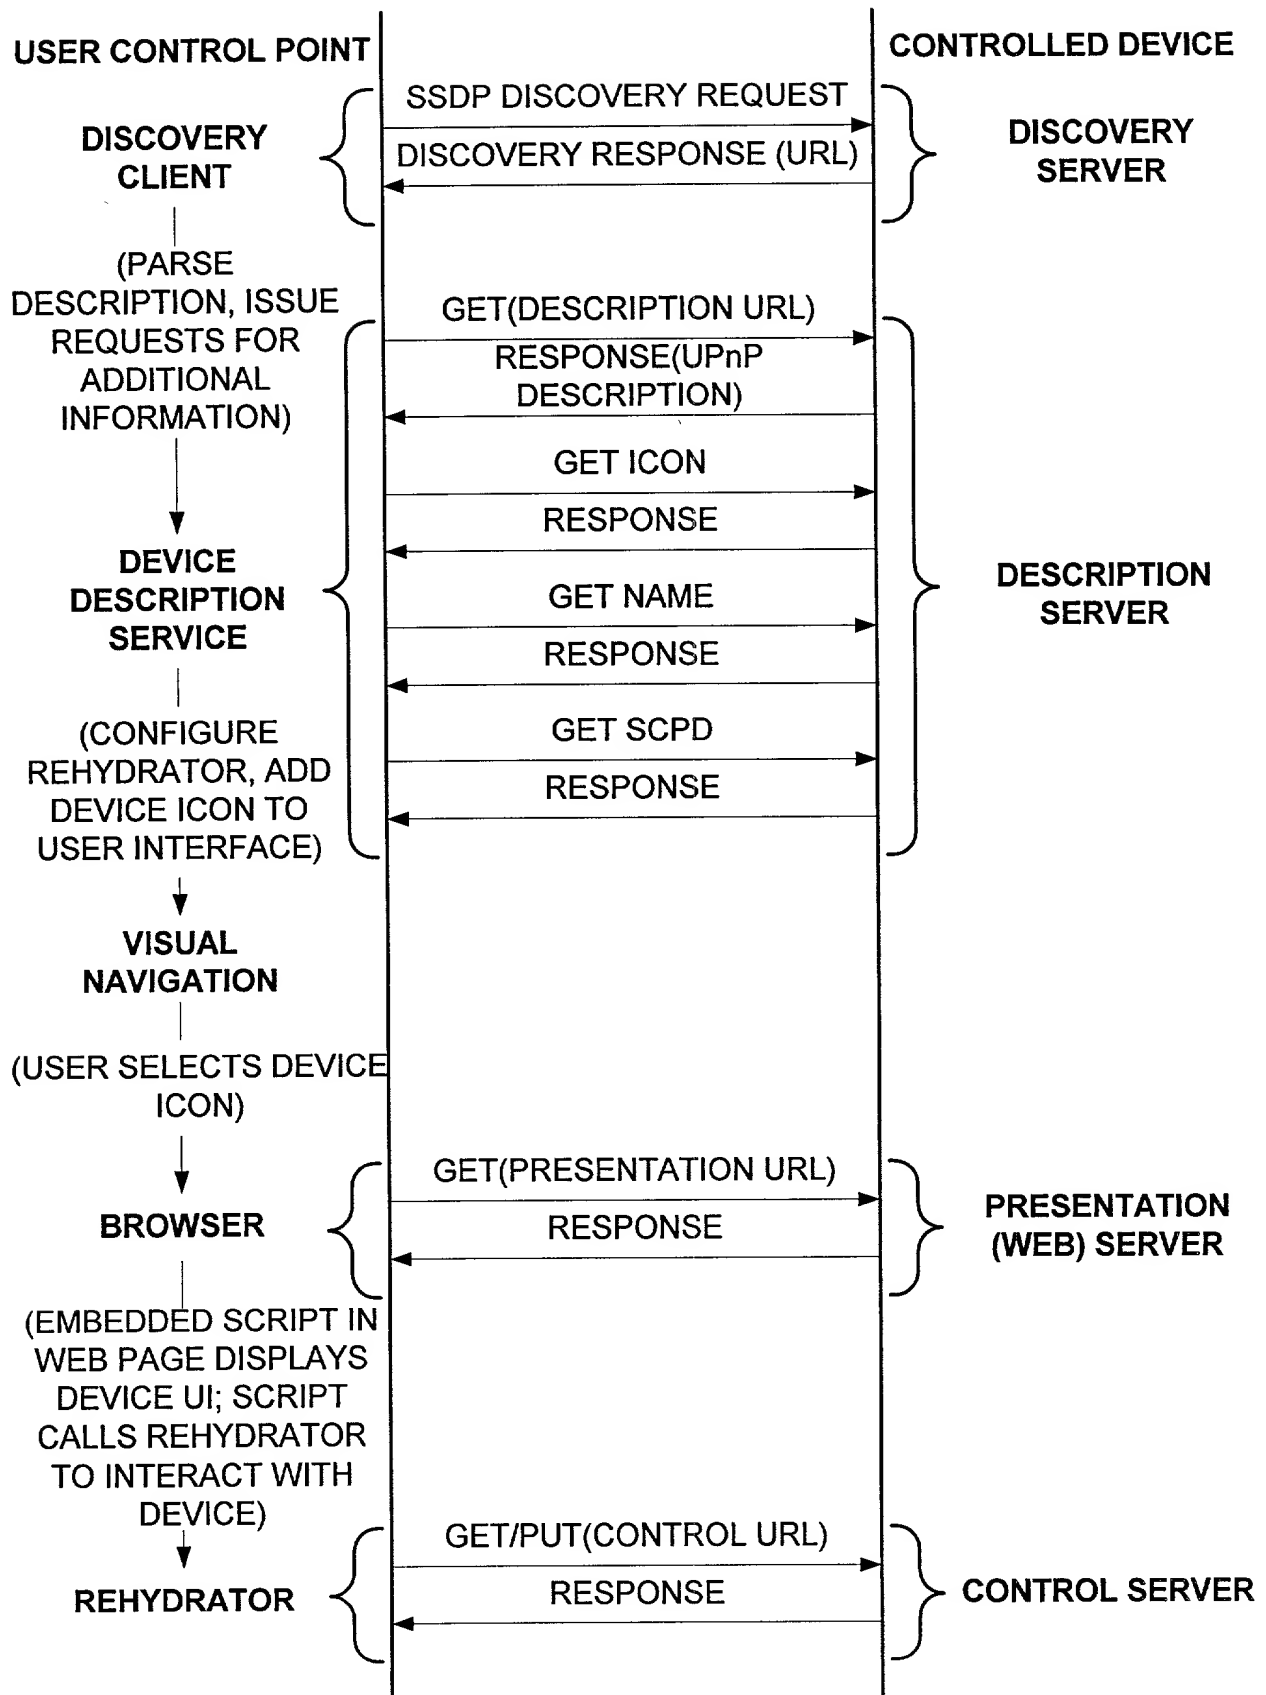 USER CONTROL POINT
CONTROLLED DEVICE
SSDP DISCOVERY REQUEST
DISCOVERY RESPONSE (URL)
DISCOVERY
CLIENT
DISCOVERY
SERVER
(PARSE
DESCRIPTION, ISSUE
REQUESTS FOR
ADDITIONAL
INFORMATION)
GET(DESCRIPTION URL)
RESPONSE(UPnP
DESCRIPTION)
GET ICON
RESPONSE
DEVICE
DESCRIPTION
SERVICE
GET NAME
RESPONSE
DESCRIPTION
SERVER
GET SCPD
RESPONSE
(CONFIGURE
REHYDRATOR, ADD
DEVICE ICON TO
USER INTERFACE)
VISUAL
NAVIGATION
(USER SELECTS DEVICE
ICON)
GET(PRESENTATION URL)
RESPONSE
BROWSER
PRESENTATION
(WEB) SERVER
(EMBEDDED SCRIPT IN
WEB PAGE DISPLAYS
DEVICE UI; SCRIPT
CALLS REHYDRATOR
TO INTERACT WITH
DEVICE)
GET/PUT(CONTROL URL)
RESPONSE
REHYDRATOR
CONTROL SERVER